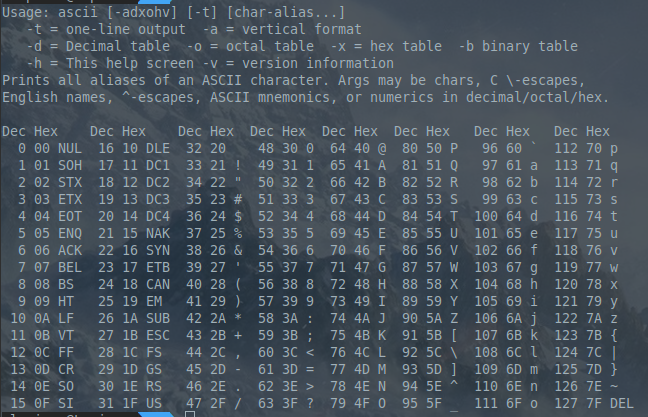 Usage: ascii [-adxohv] [-t] [char-alias...]
   -t = one-line output  -a = vertical format
   -d = Decimal table  -o = octal table  -x = hex table  -b binary table
   -h = This help screen -v = version information
Prints all aliases of an ASCII character. Args may be chars, C \-escapes,
English names, ^-escapes, ASCII mnemonics, or numerics in decimal/octal/hex.

Dec Hex    Dec Hex    Dec Hex  Dec Hex  Dec Hex  Dec Hex   Dec Hex   Dec Hex
  0 00 NUL  16 10 DLE  32 20    48 30 0  64 40 @  80 50 P   96 60 `  112 70 p
  1 01 SOH  17 11 DC1  33 21 !  49 31 1  65 41 A  81 51 Q   97 61 a  113 71 q
  2 02 STX  18 12 DC2  34 22 "  50 32 2  66 42 B  82 52 R   98 62 b  114 72 r
  3 03 ETX  19 13 DC3  35 23 #  51 33 3  67 43 C  83 53 S   99 63 c  115 73 s
  4 04 EOT  20 14 DC4  36 24 $  52 34 4  68 44 D  84 54 T  100 64 d  116 74 t
  5 05 ENQ  21 15 NAK  37 25 %  53 35 5  69 45 E  85 55 U  101 65 e  117 75 u
  6 06 ACK  22 16 SYN  38 26 &  54 36 6  70 46 F  86 56 V  102 66 f  118 76 v
  7 07 BEL  23 17 ETB  39 27 '  55 37 7  71 47 G  87 57 W  103 67 g  119 77 w
  8 08 BS   24 18 CAN  40 28 (  56 38 8  72 48 H  88 58 X  104 68 h  120 78 x
  9 09 HT   25 19 EM   41 29 )  57 39 9  73 49 I  89 59 Y  105 69 i  121 79 y
 10 0A LF   26 1A SUB  42 2A *  58 3A :  74 4A J  90 5A Z  106 6A j  122 7A z
 11 0B VT   27 1B ESC  43 2B +  59 3B ;  75 4B K  91 5B [  107 6B k  123 7B {
 12 0C FF   28 1C FS   44 2C ,  60 3C <  76 4C L  92 5C \  108 6C l  124 7C |
 13 0D CR   29 1D GS   45 2D -  61 3D =  77 4D M  93 5D ]  109 6D m  125 7D }
 14 0E SO   30 1E RS   46 2E .  62 3E >  78 4E N  94 5E ^  110 6E n  126 7E ~
 15 0F SI   31 1F US   47 2F /  63 3F ?  79 4F O  95 5F _  111 6F o  127 7F DEL